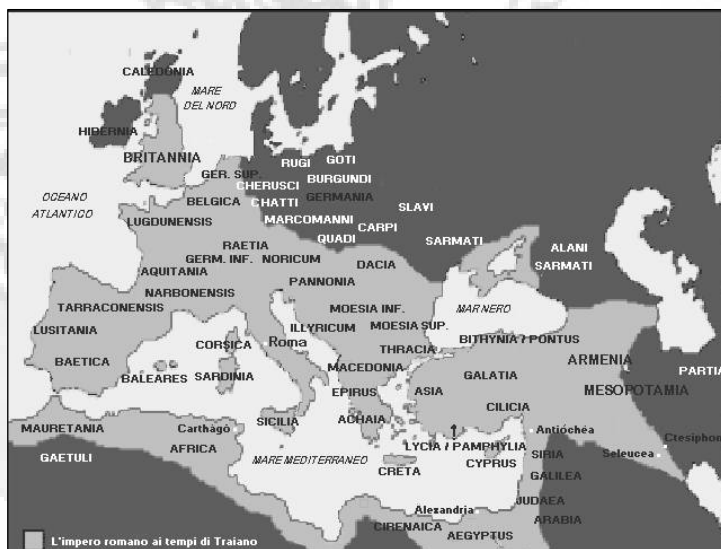 CALEDONIA
MARE
DEL NORD
HIBERNIA
BRITANNIA
RUGI
GOTI
GER. SUP.
BURGUNDI
CHERUSCI
GERMANIA
OCEANO
ATLANTICO
BELGICA
CHATTI
SLAVI
LUGDUNENSIS
MARCOMANNI
CARPI
QUADI
SARMATI
RAETIA
ALANI
GERM. INF.
NORICUM
DACIA
SARMATI
AQUITANIA
PANNONIA
NARBONENSIS
TARRACONENSIS
MOESIA INF.
MAR NERO
LUSITANIA
ILLYRICUM
MOESIA SUP.
CORSICA
Roma
BITHYNIA / PONTUS
THRACIA
BAETICA
MACEDONIA
ARMENIA
BALEARES
SARDINIA
GALATIA
PARTIA
EPIRUS
ASIA
MESOPOTAMIA
CILICIA
MAURETANIA
Carthágó
SICILIA
ACHAIA
Antióchéa
Ctesiphon
GAETULI
AFRICA
LYCIA / PAMPHYLIA
SIRIA
Seleucea
MARE MEDITERRANEO
CRETA
CYPRUS
GALILEA
JUDAEA
Alexandria
ARABIA
CIRENAICA
AEGYPTUS
L'impero romano ai tempi di Traiano